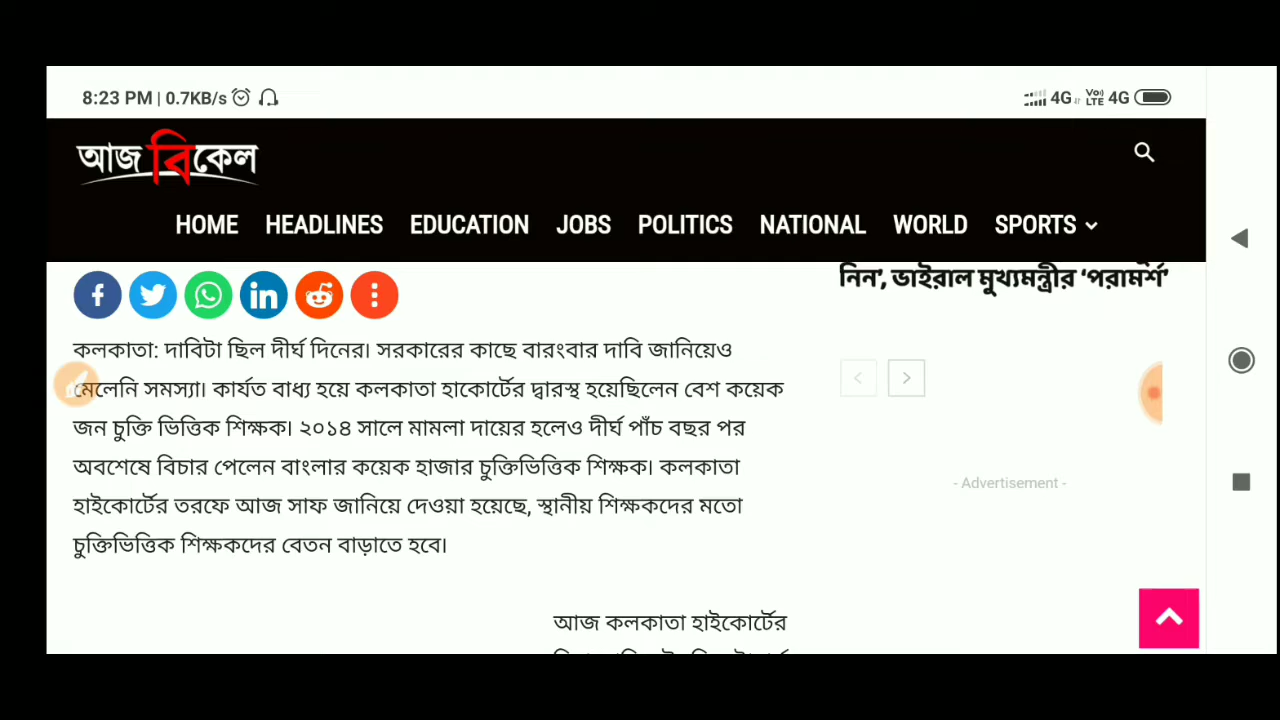 8:23 PM | 0.7KB/s
4G Vo) LTE 4G
আজ বিকেল
HOME HEADLINES EDUCATION JOBS POLITICS NATIONAL WORLD SPORTS
নিন’, ভাইরাল মুখ্যমন্ত্রীর ‘পরামর্শ’
কলকাতা: দাবিটা ছিল দীর্ঘ দিনের। সরকারের কাছে বারংবার দাবি জানিয়েও
মেলেনি সমস্যা। কার্যত বাধ্য হয়ে কলকাতা হাকোর্টের দ্বারস্থ হয়েছিলেন বেশ কয়েক
জন চুক্তি ভিত্তিক শিক্ষক। ২০১৪ সালে মামলা দায়ের হলেও দীর্ঘ পাঁচ বছর পর
অবশেষে বিচার পেলেন বাংলার কয়েক হাজার চুক্তিভিত্তিক শিক্ষক। কলকাতা
হাইকোর্টের তরফে আজ সাফ জানিয়ে দেওয়া হয়েছে, স্থানীয় শিক্ষকদের মতো
চুক্তিভিত্তিক শিক্ষকদের বেতন বাড়াতে হবে।
- Advertisement -
আজ কলকাতা হাইকোর্টের